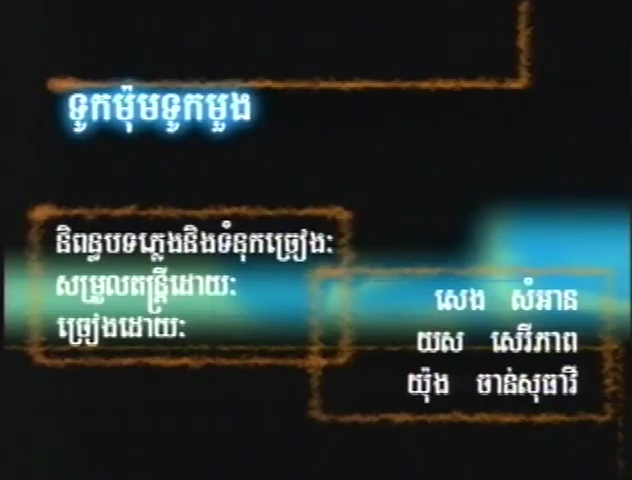 ទូកម៉ុមទូកមួង
និពន្ធបទភ្លេងនិងទំនុកច្រៀង:
សម្រួលតន្ត្រីដោយ:
ច្រៀងដោយ:
សេង សំអាន
យស សេរីភាព
យ៉ុង ចាន់សុធាវី